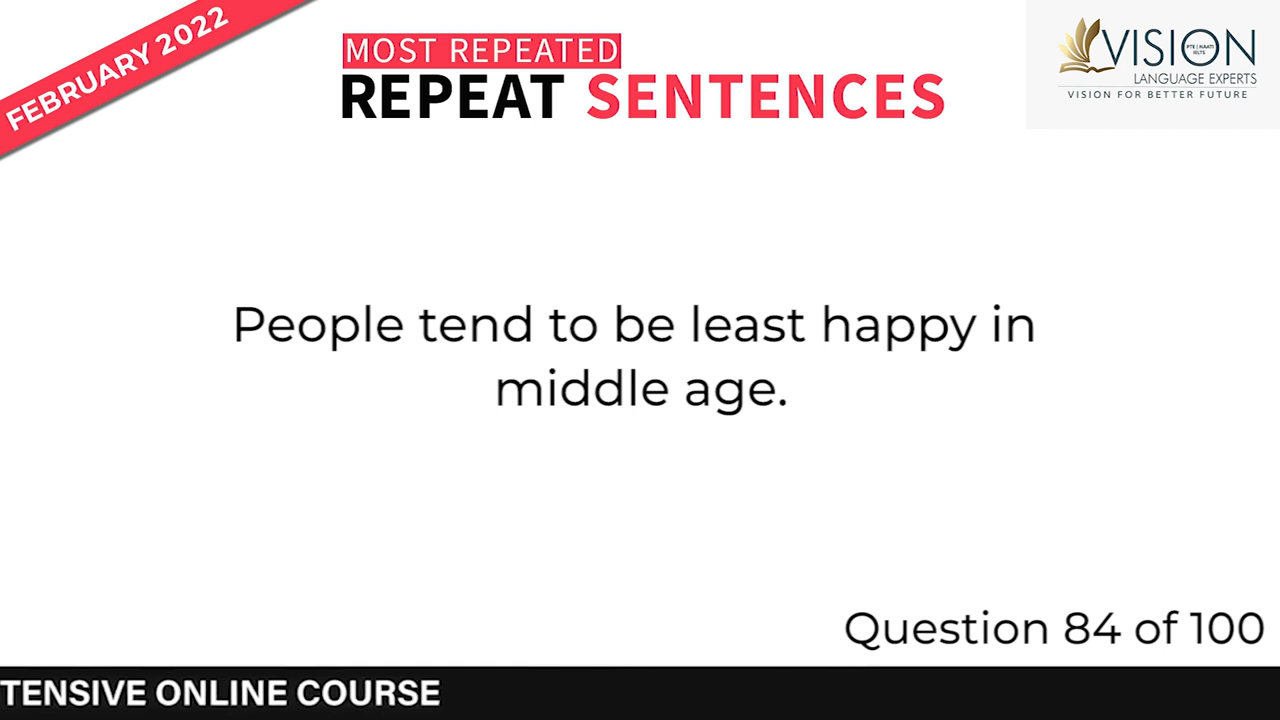 FEBRUARY 2022
MOST REPEATED
REPEAT SENTENCES
VISION
PTE | NAATI
IELTS
LANGUAGE EXPERTS
VISION FOR BETTER FUTURE
People tend to be least happy in
middle age.
Question 84 of 100
TENSIVE ONLINE COURSE